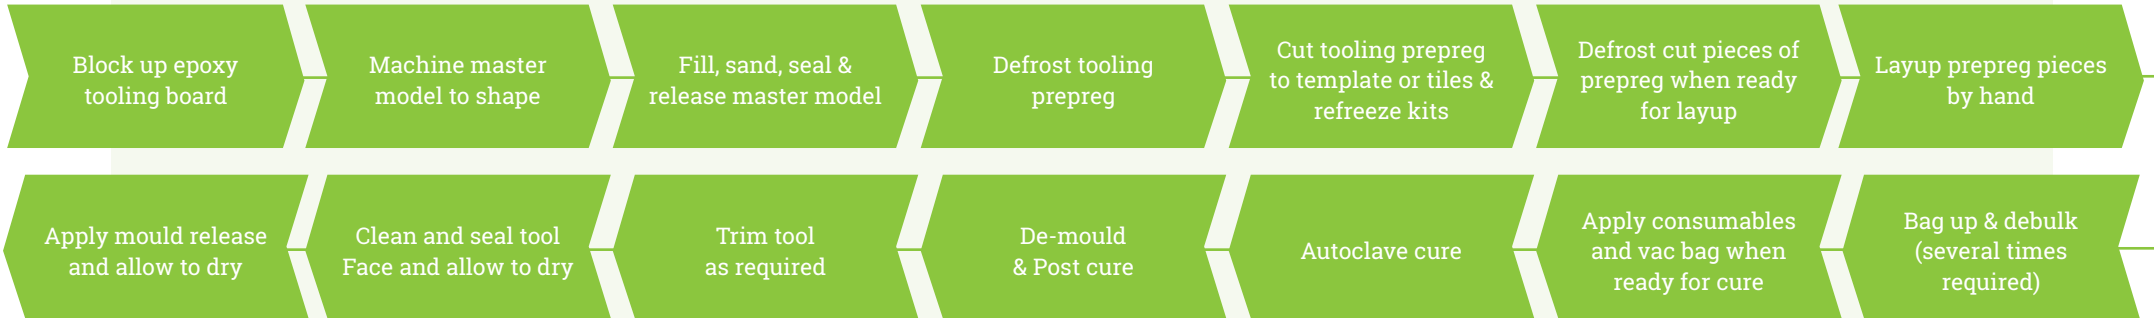 Block up epoxy
tooling board
Machine master
model to shape
Fill, sand, seal &
release master model
Defrost tooling
prepreg
Cut tooling prepreg
to template or tiles &
refreeze kits
Defrost cut pieces of
prepreg when ready
for layup
Layup prepreg pieces
by hand
Bag up & debulk
(several times
required)
Apply consumables
and vac bag when
ready for cure
Autoclave cure
De-mould
& Post cure
Trim tool
as required
Clean and seal tool
Face and allow to dry
Apply mould release
and allow to dry